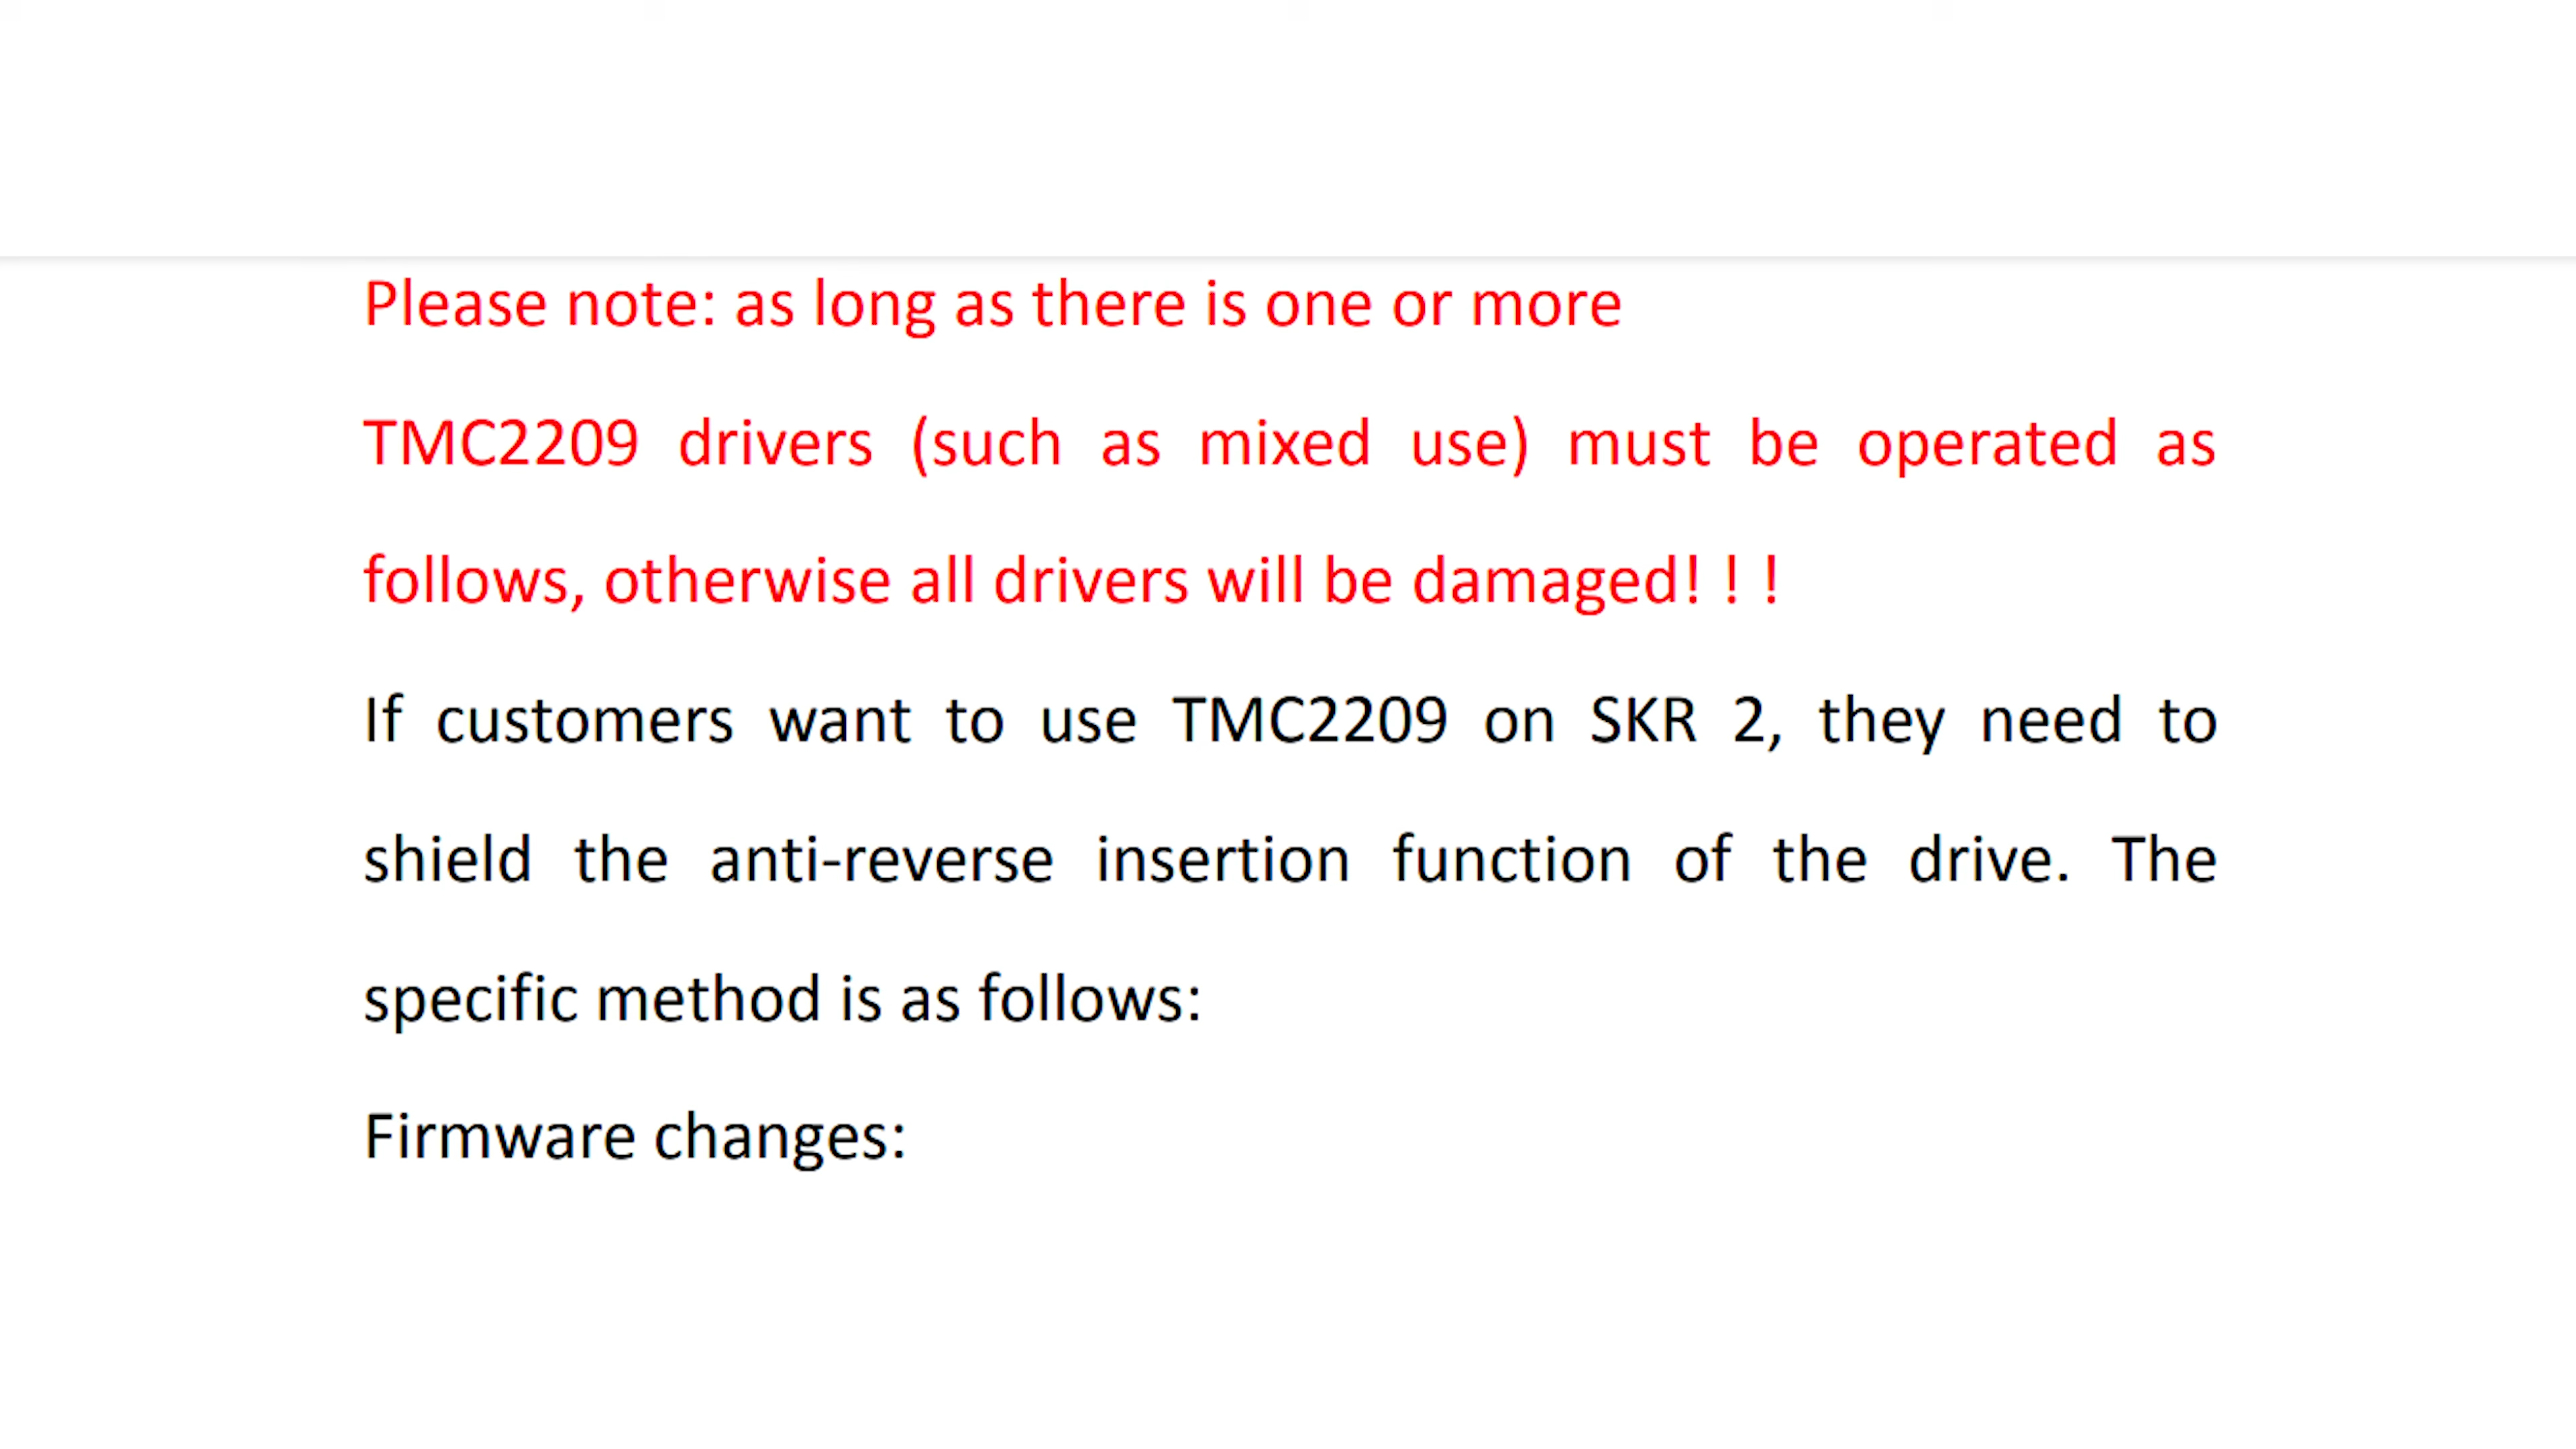 Please note: as long as there is one or more
TMC2209 drivers (such as mixed use) must be operated as
follows, otherwise all drivers will be damaged! ! !
If customers want to use TMC2209 on SKR 2, they need to
shield the anti-reverse insertion function of the drive. The
specific method is as follows:
Firmware changes: